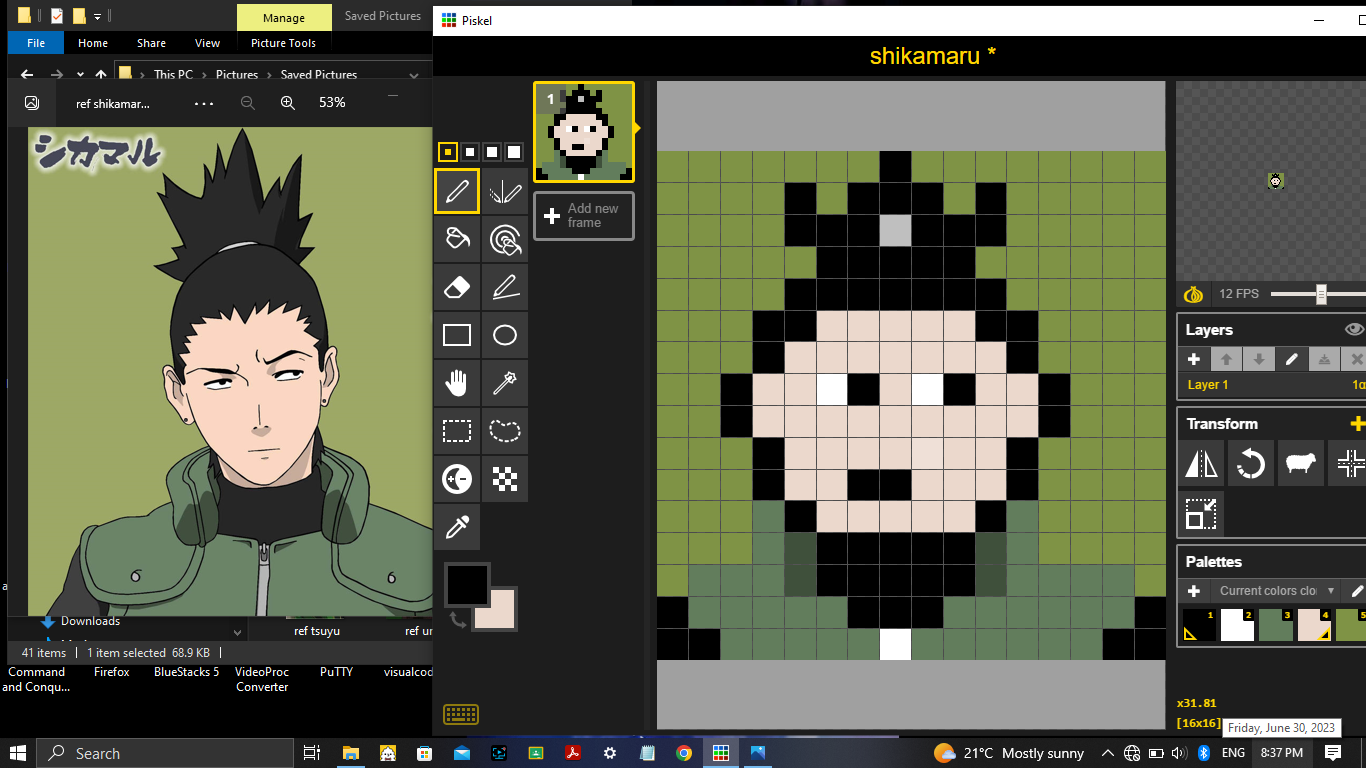 Manage
Saved Pictures
File
Home
Share
View
Picture Tools
This PC
Pictures
Saved Pictures
ref shikamar...
53%
シカマル
6
6
Downloads
ref tsuyu
ref ur
41 items
1 item selected 68.9 KB
Command
and Conqu...
Firefox
BlueStacks 5
VideoProc
Converter
PuTTY
visualcod
Piskel
shikamaru *
1
Add new
frame
12 FPS
Layers
Layer 1
1α
Transform
Palettes
Current colors clo
1
2
3
4
5
x31.81
[16x16]
Friday, June 30, 2023
Search
21°C Mostly sunny
ENG
8:37 PM